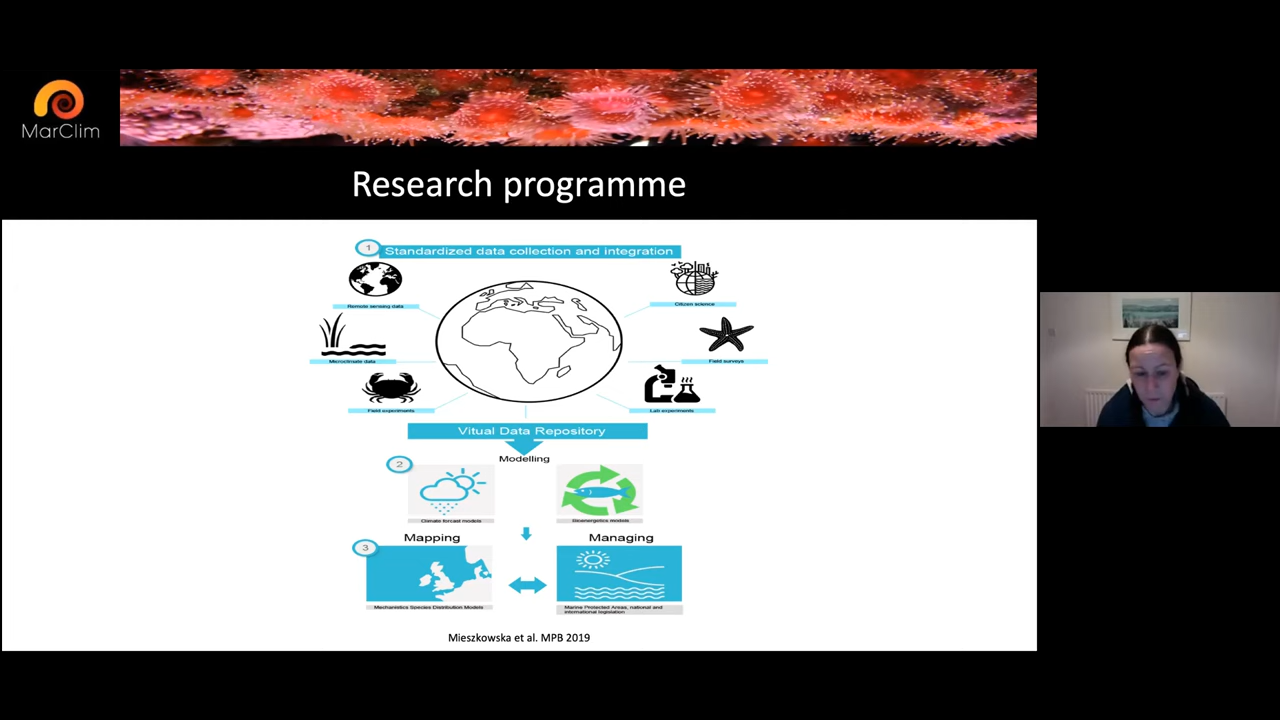 MarClim
Research programme
1
Standardized data collection and integration
Remote sensing data
Citizen science
Microclimate data
Field surveys
Field experiments
Lab experiments
Vitual Data Repository
Modelling
2
Climate forcast models
Bioenergetics models
Mapping
Managing
3
Mechanistics Species Distribution Models
Marine Protected Areas, national and
international legislation
Mieszkowska et al. MPB 2019